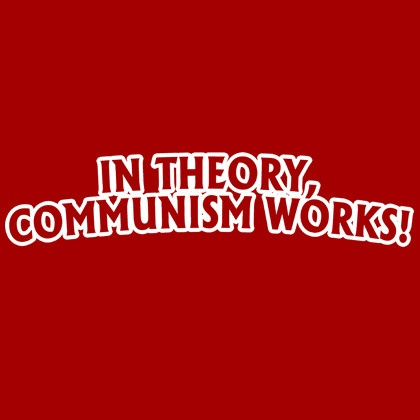 IN THEORY,
COMMUNISM WORKS!